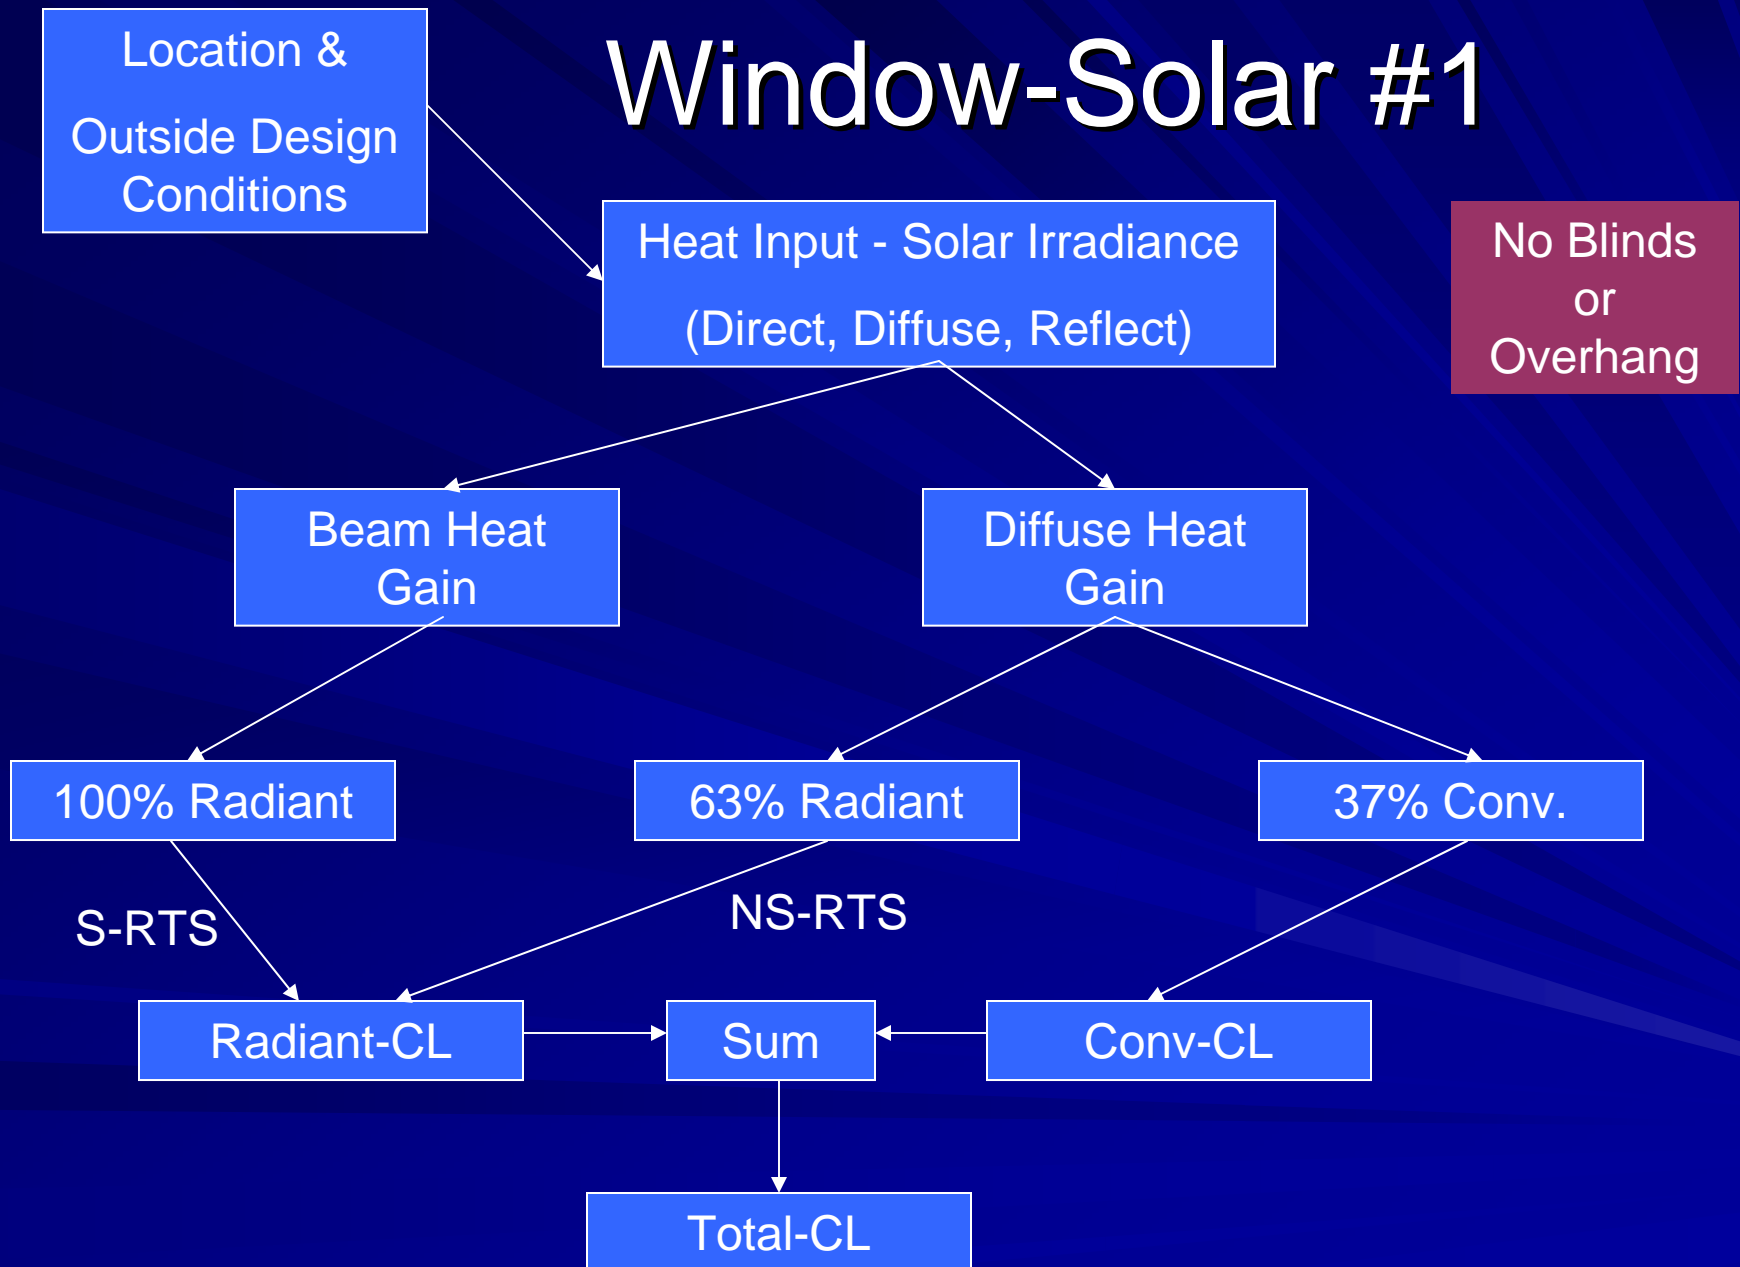 Location &
Outside Design
Conditions
Window-Solar #1
Heat Input - Solar Irradiance
(Direct, Diffuse, Reflect)
No Blinds
or
Overhang
Beam Heat
Gain
Diffuse Heat
Gain
100% Radiant
63% Radiant
37% Conv.
S-RTS
NS-RTS
Radiant-CL
Sum
Conv-CL
Total-CL